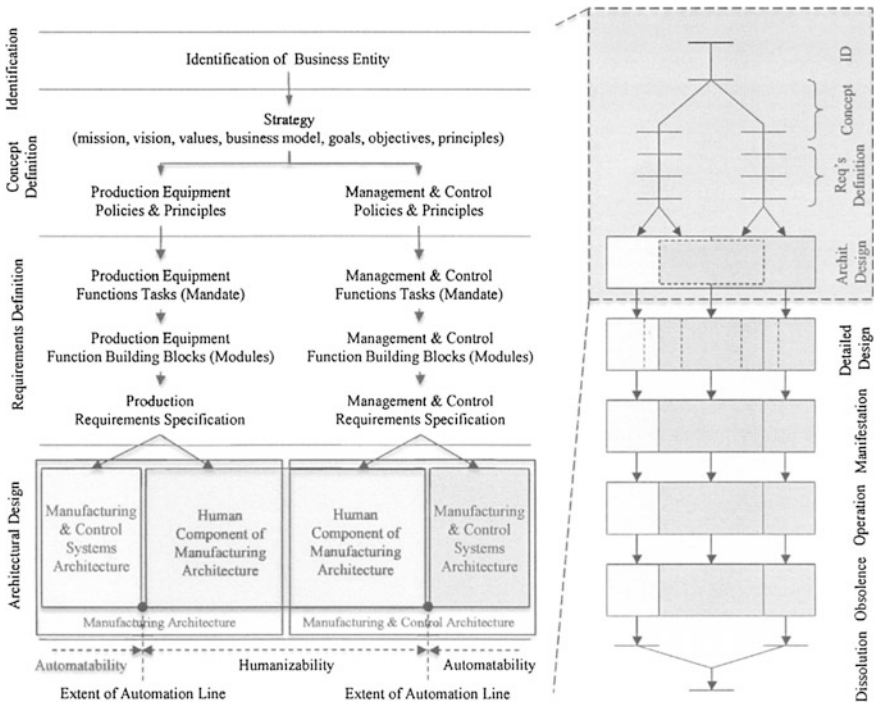 Identification
Identification of Business Entity
Concept
Definition
Strategy
(mission, vision, values, business model, goals, objectives, principles)
Production Equipment
Policies & Principles
Management & Control
Policies & Principles
Requirements Definition
Production Equipment
Functions Tasks (Mandate)
Management & Control
Functions Tasks (Mandate)
Production Equipment
Function Building Blocks (Modules)
Management & Control
Function Building Blocks (Modules)
Production
Requirements Specification
Management & Control
Requirements Specification
Architectural Design
Manufacturing
& Control
Systems
Architecture
Human
Component of
Manufacturing
Architecture
Human
Component of
Manufacturing
Architecture
Manufacturing
& Control
Systems
Architecture
Manufacturing Architecture
Manufacturing & Control Architecture
Automatability
Humanizability
Automatability
Extent of Automation Line
Extent of Automation Line
ID
Concept
Req's
Definition
Archit.
Design
Detailed
Design
Manifestation
Operation
Obsolence
Dissolution